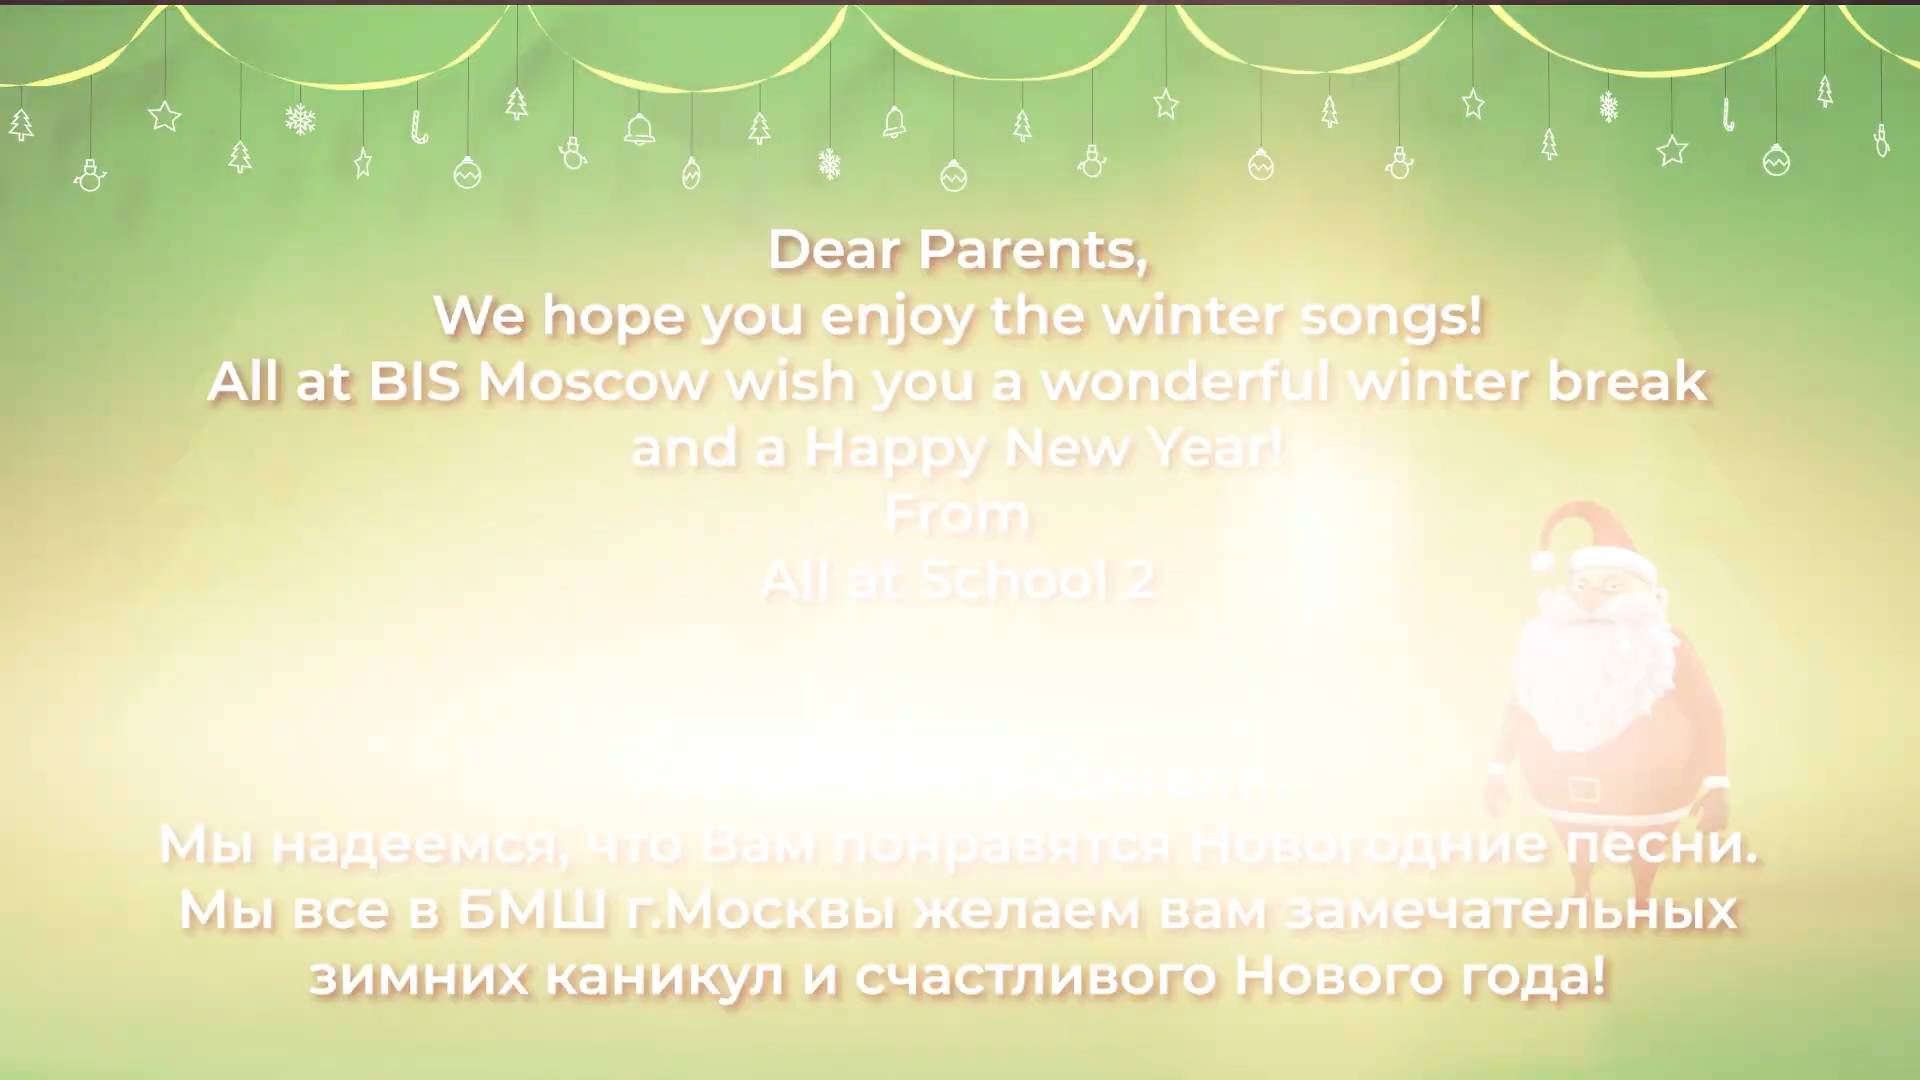 Dear Parents,
We hope you enjoy the winter songs!
All at BIS Moscow wish you a wonderful winter break
and a Happy New Year!
From
All at School 2
Мы надеемся, что Вам понравятся Новогодние песни.
Мы все в БМШ г.Москвы желаем вам замечательных
зимних каникул и счастливого Нового года!